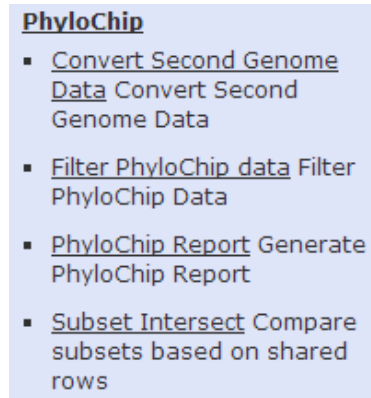 PhyloChip
▪ Convert Second Genome
Data Convert Second
Genome Data
▪ Filter PhyloChip data Filter
PhyloChip Data
▪ PhyloChip Report Generate
PhyloChip Report
▪ Subset Intersect Compare
subsets based on shared
rows